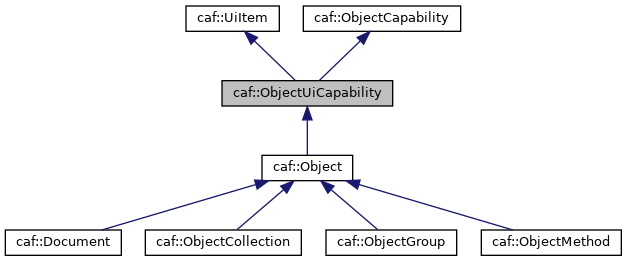 caf::UiItem
caf::ObjectCapability
caf::ObjectUiCapability
caf::Object
caf::Document
caf::ObjectCollection
caf::ObjectGroup
caf::ObjectMethod